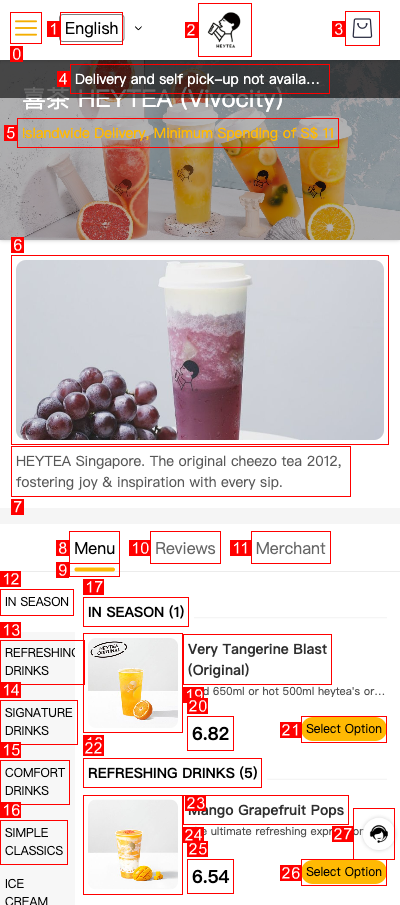 0
1
English
2
HEYTEA
3
4
Delivery and self pick-up not availa...
喜茶 HEYTEA (Vivocity)
5
Islandwide Delivery, Minimum Spending of S$ 1!
6
HEYTEA Singapore. The original cheezo tea 2012,
fostering joy & inspiration with every sip.
7
8
Menu
10
Reviews
11
Merchant
9
12
IN SEASON
17
IN SEASON (1)
13
REFRESHING
DRINKS
HEYTEA
Very Tangerine Blast
(Original)
19
650ml or hot 500ml heytea's or...
14
SIGNATURE
DRINKS
20
6.82
21
Select Option
15
COMFORT
DRINKS
22
REFRESHING DRINKS (5)
16
SIMPLE
CLASSICS
23
Mango Grapefruit Pops
24
ultimate refreshing
27
25
6.54
26
Select Option
ICE
CREAM